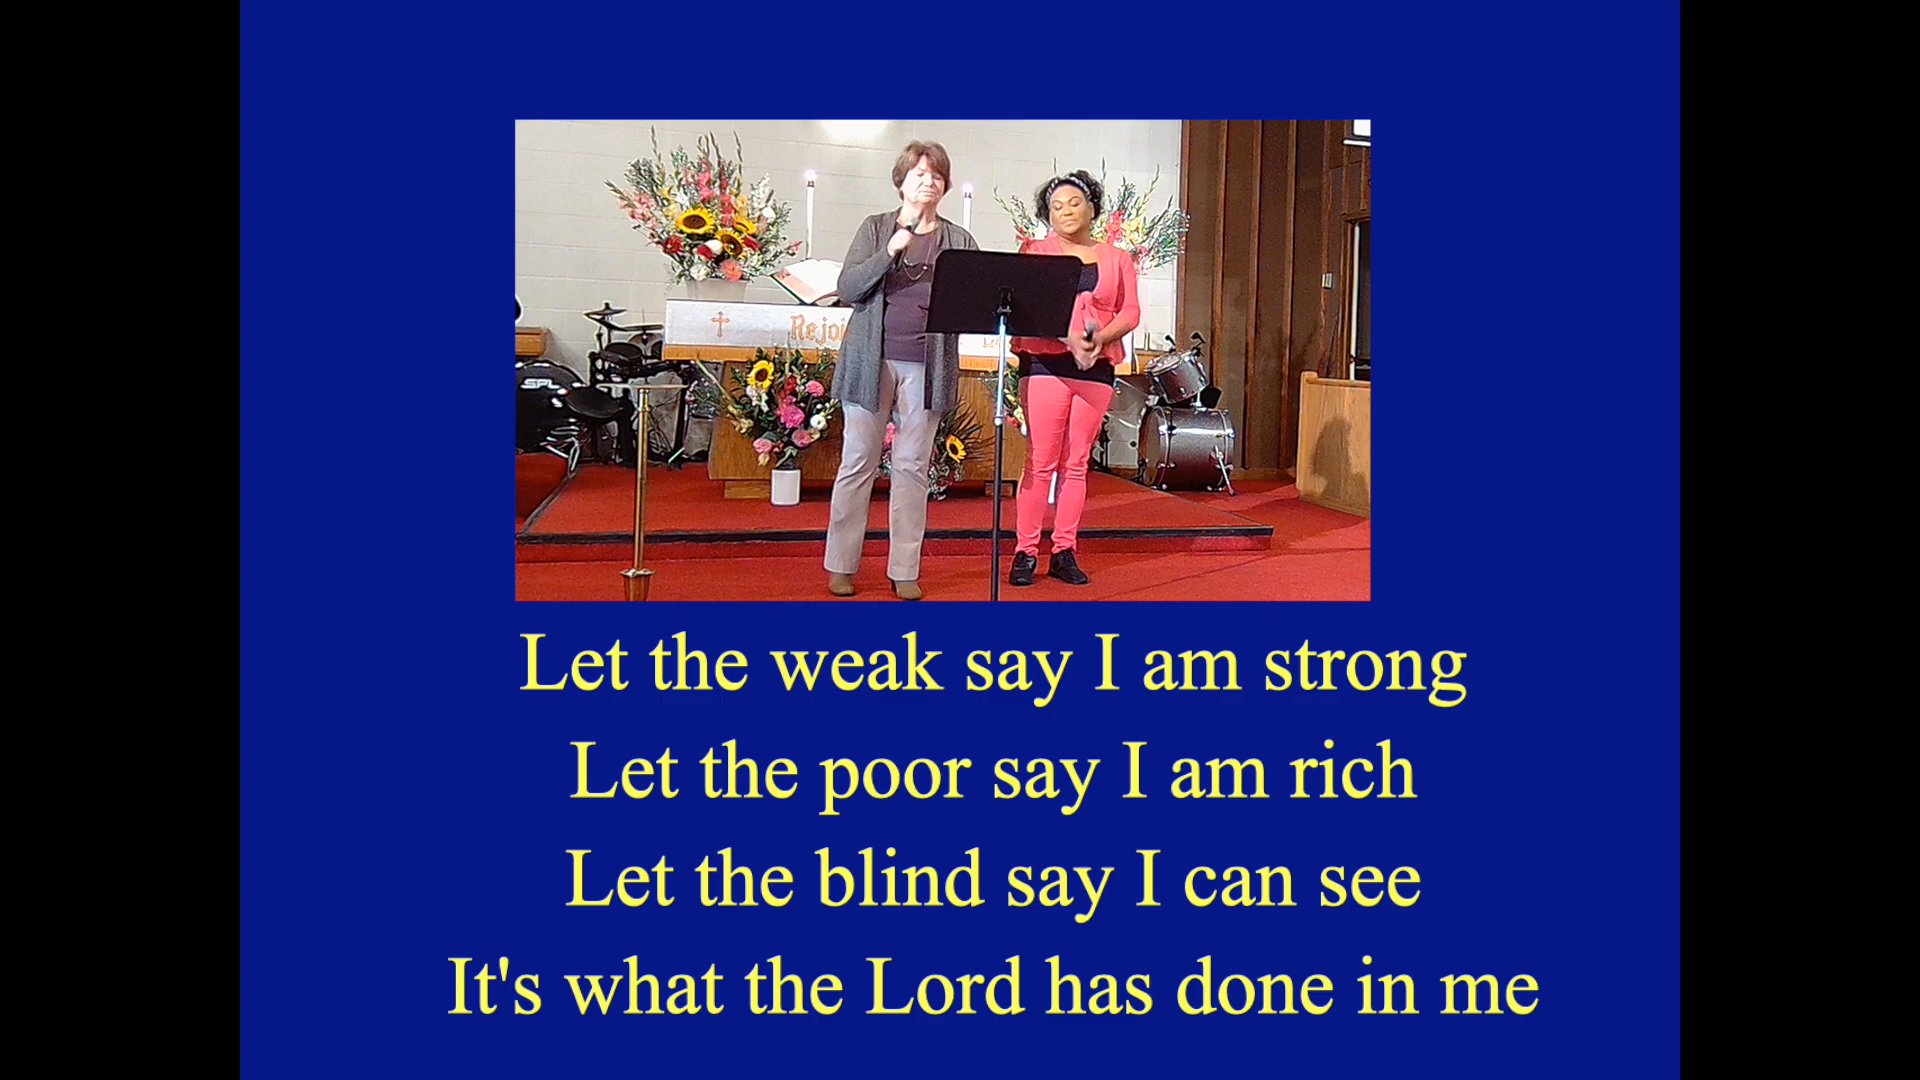 Rejoi
Let the weak say I am strong
Let the poor say I am rich
Let the blind say I can see
It's what the Lord has done in me